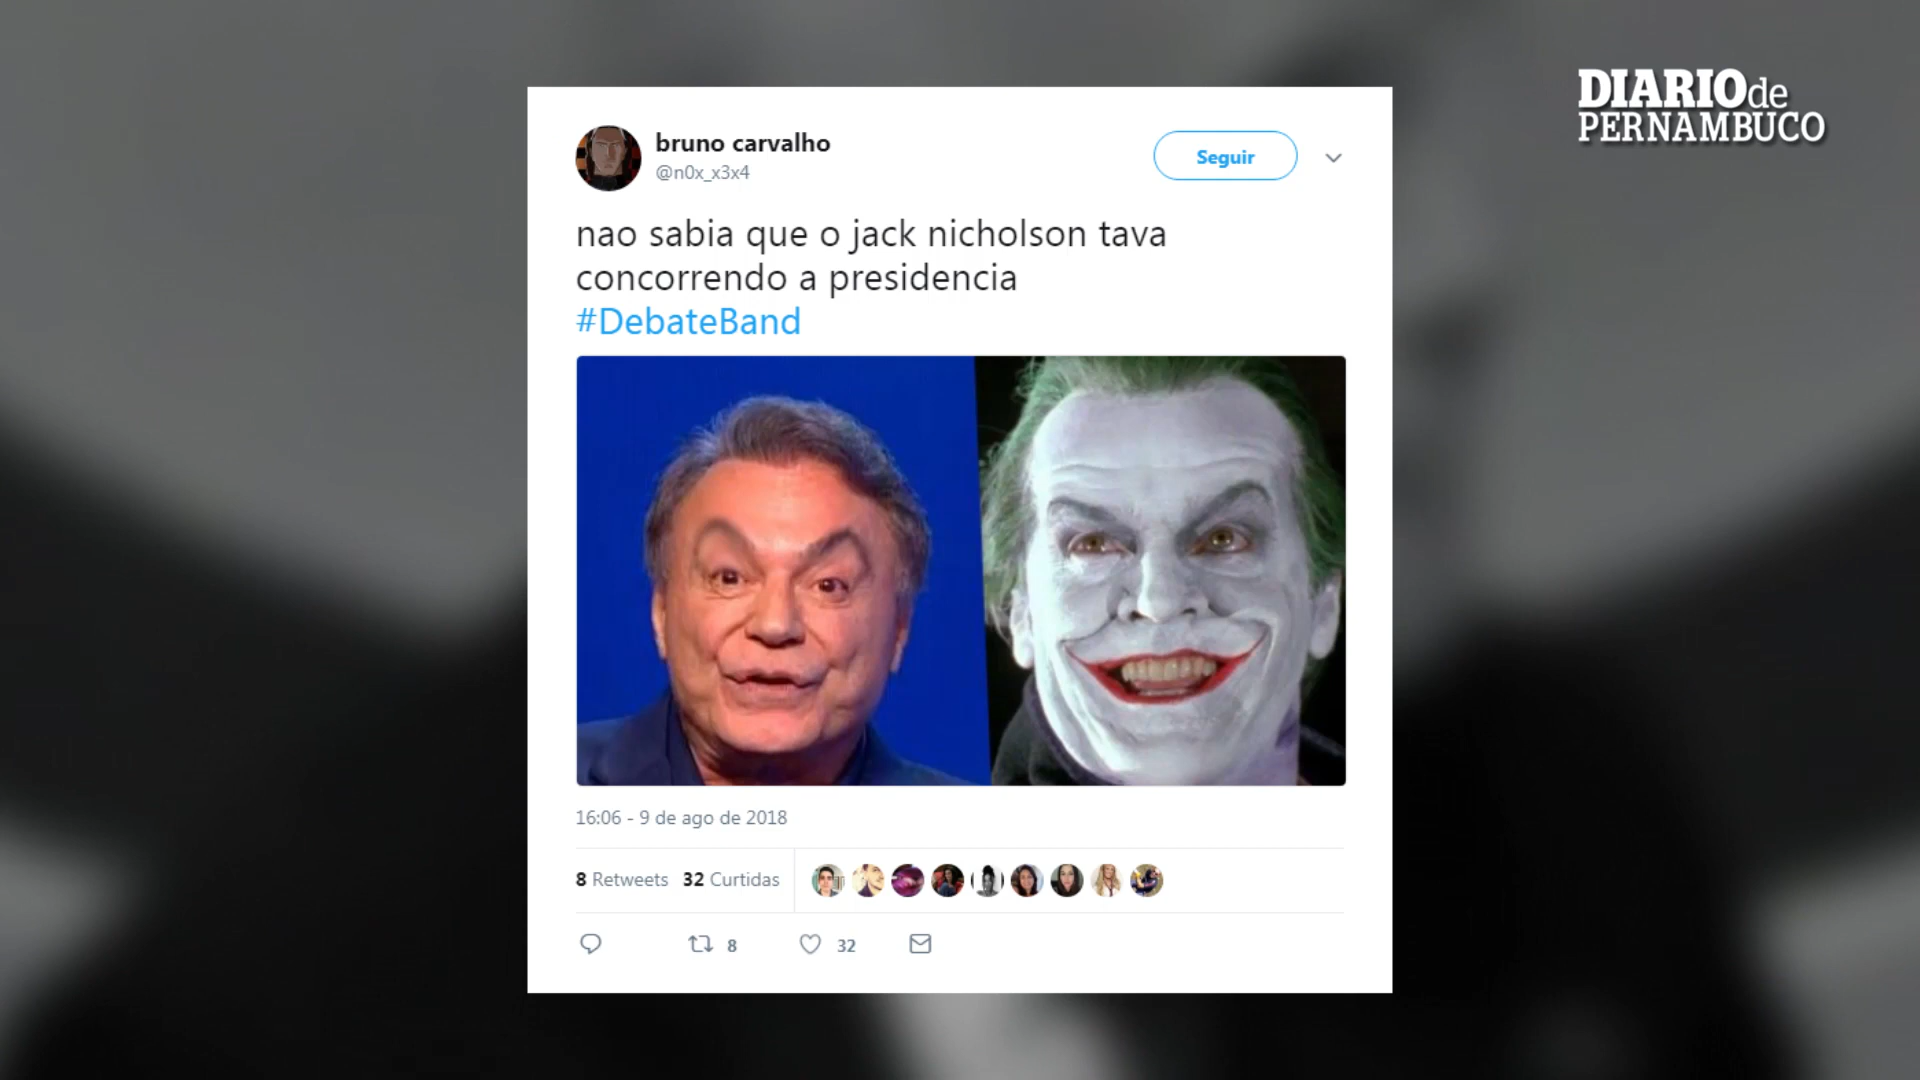 DIARIO de
PERNAMBUCO
bruno carvalho
@n0x_x3x4
Seguir
nao sabia que o jack nicholson tava
concorrendo a presidencia
#DebateBand
16:06 - 9 de ago de 2018
8 Retweets 32 Curtidas
8 32